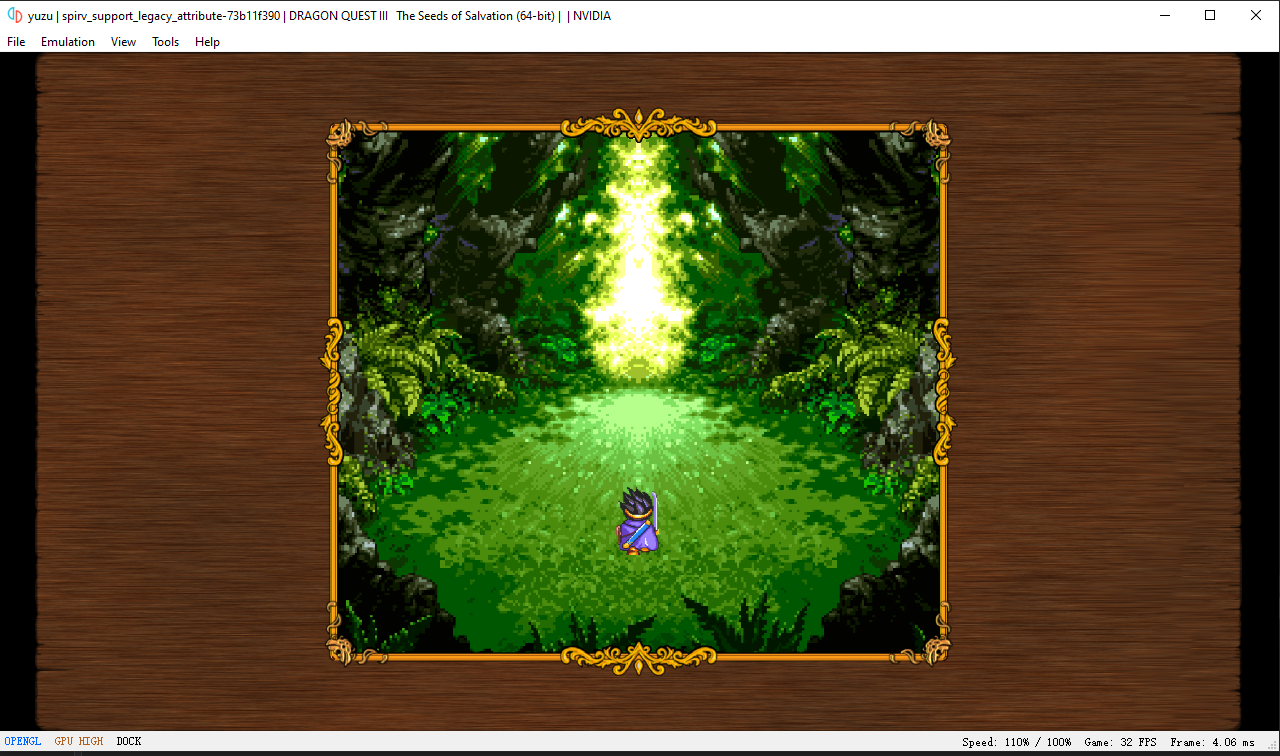 yuzu | spirv_support_legacy_attribute-73b11f390 | DRAGON QUEST III   The Seeds of Salvation (64-bit) |  | NVIDIA
File Emulation View Tools Help
OPENGL GPU HIGH DOCK Speed: 110% / 100% Game: 32 FPS Frame: 4.06 ms